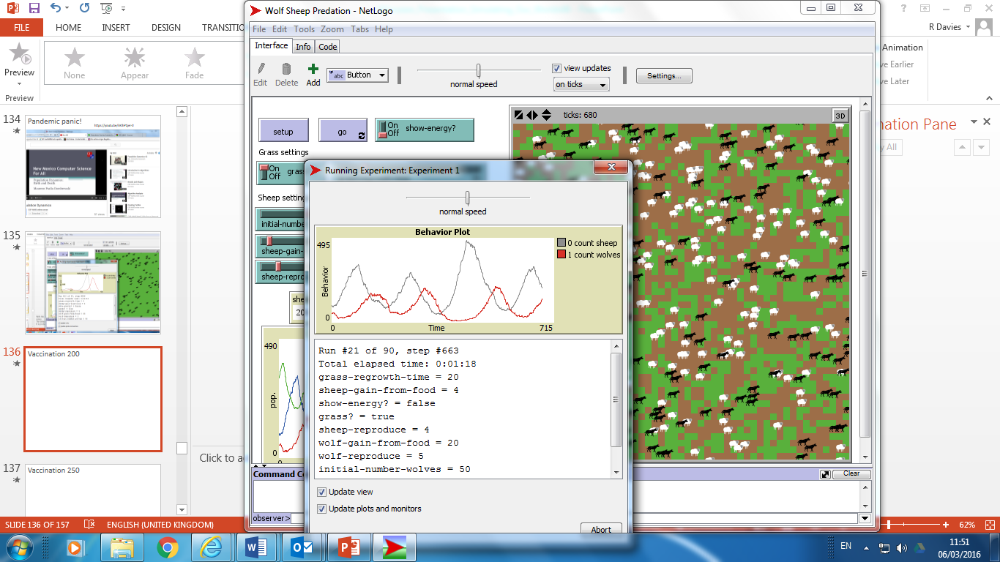 Wolf Sheep Predation - NetLogo
FILE HOME INSERT DESIGN TRANSITIO
R Davies
Preview
None Appear Fade
Preview
Animation
ve Earlier
ve Later
nation Pane
y All
File Edit Tools Zoom Tabs Help
Interface Info Code
Edit Delete Add
abc Button
normal speed
view updates
on ticks
Settings...
setup
go
On
Off
show-energy?
ticks: 680
3D
Grass settings
On
Off
gras
Sheep setting
initial-numbe
sheep-gain-
sheep-repro
she
20
490
pop.
0
Command Ce
Clear
observer>
Running Experiment: Experiment 1
normal speed
Behavior Plot
495
Behavior
0
0 Time 715
0 count sheep
1 count wolves
Run #21 of 90, step #663
Total elapsed time: 0:01:18
grass-regrowth-time = 20
sheep-gain-from-food = 4
show-energy? = false
grass? = true
sheep-reproduce = 4
wolf-gain-from-food = 20
wolf-reproduce = 5
initial-number-wolves = 50
Update view
Update plots and monitors
Abort
134
Pandemic panic!
New Mexico Computer Science
For All
Population Dynamics:
135
136
Vaccination 200
137
Vaccination 250
Click to a
SLIDE 136 OF 157 ENGLISH (UNITED KINGDOM)
62%
EN
11:51
06/03/2016